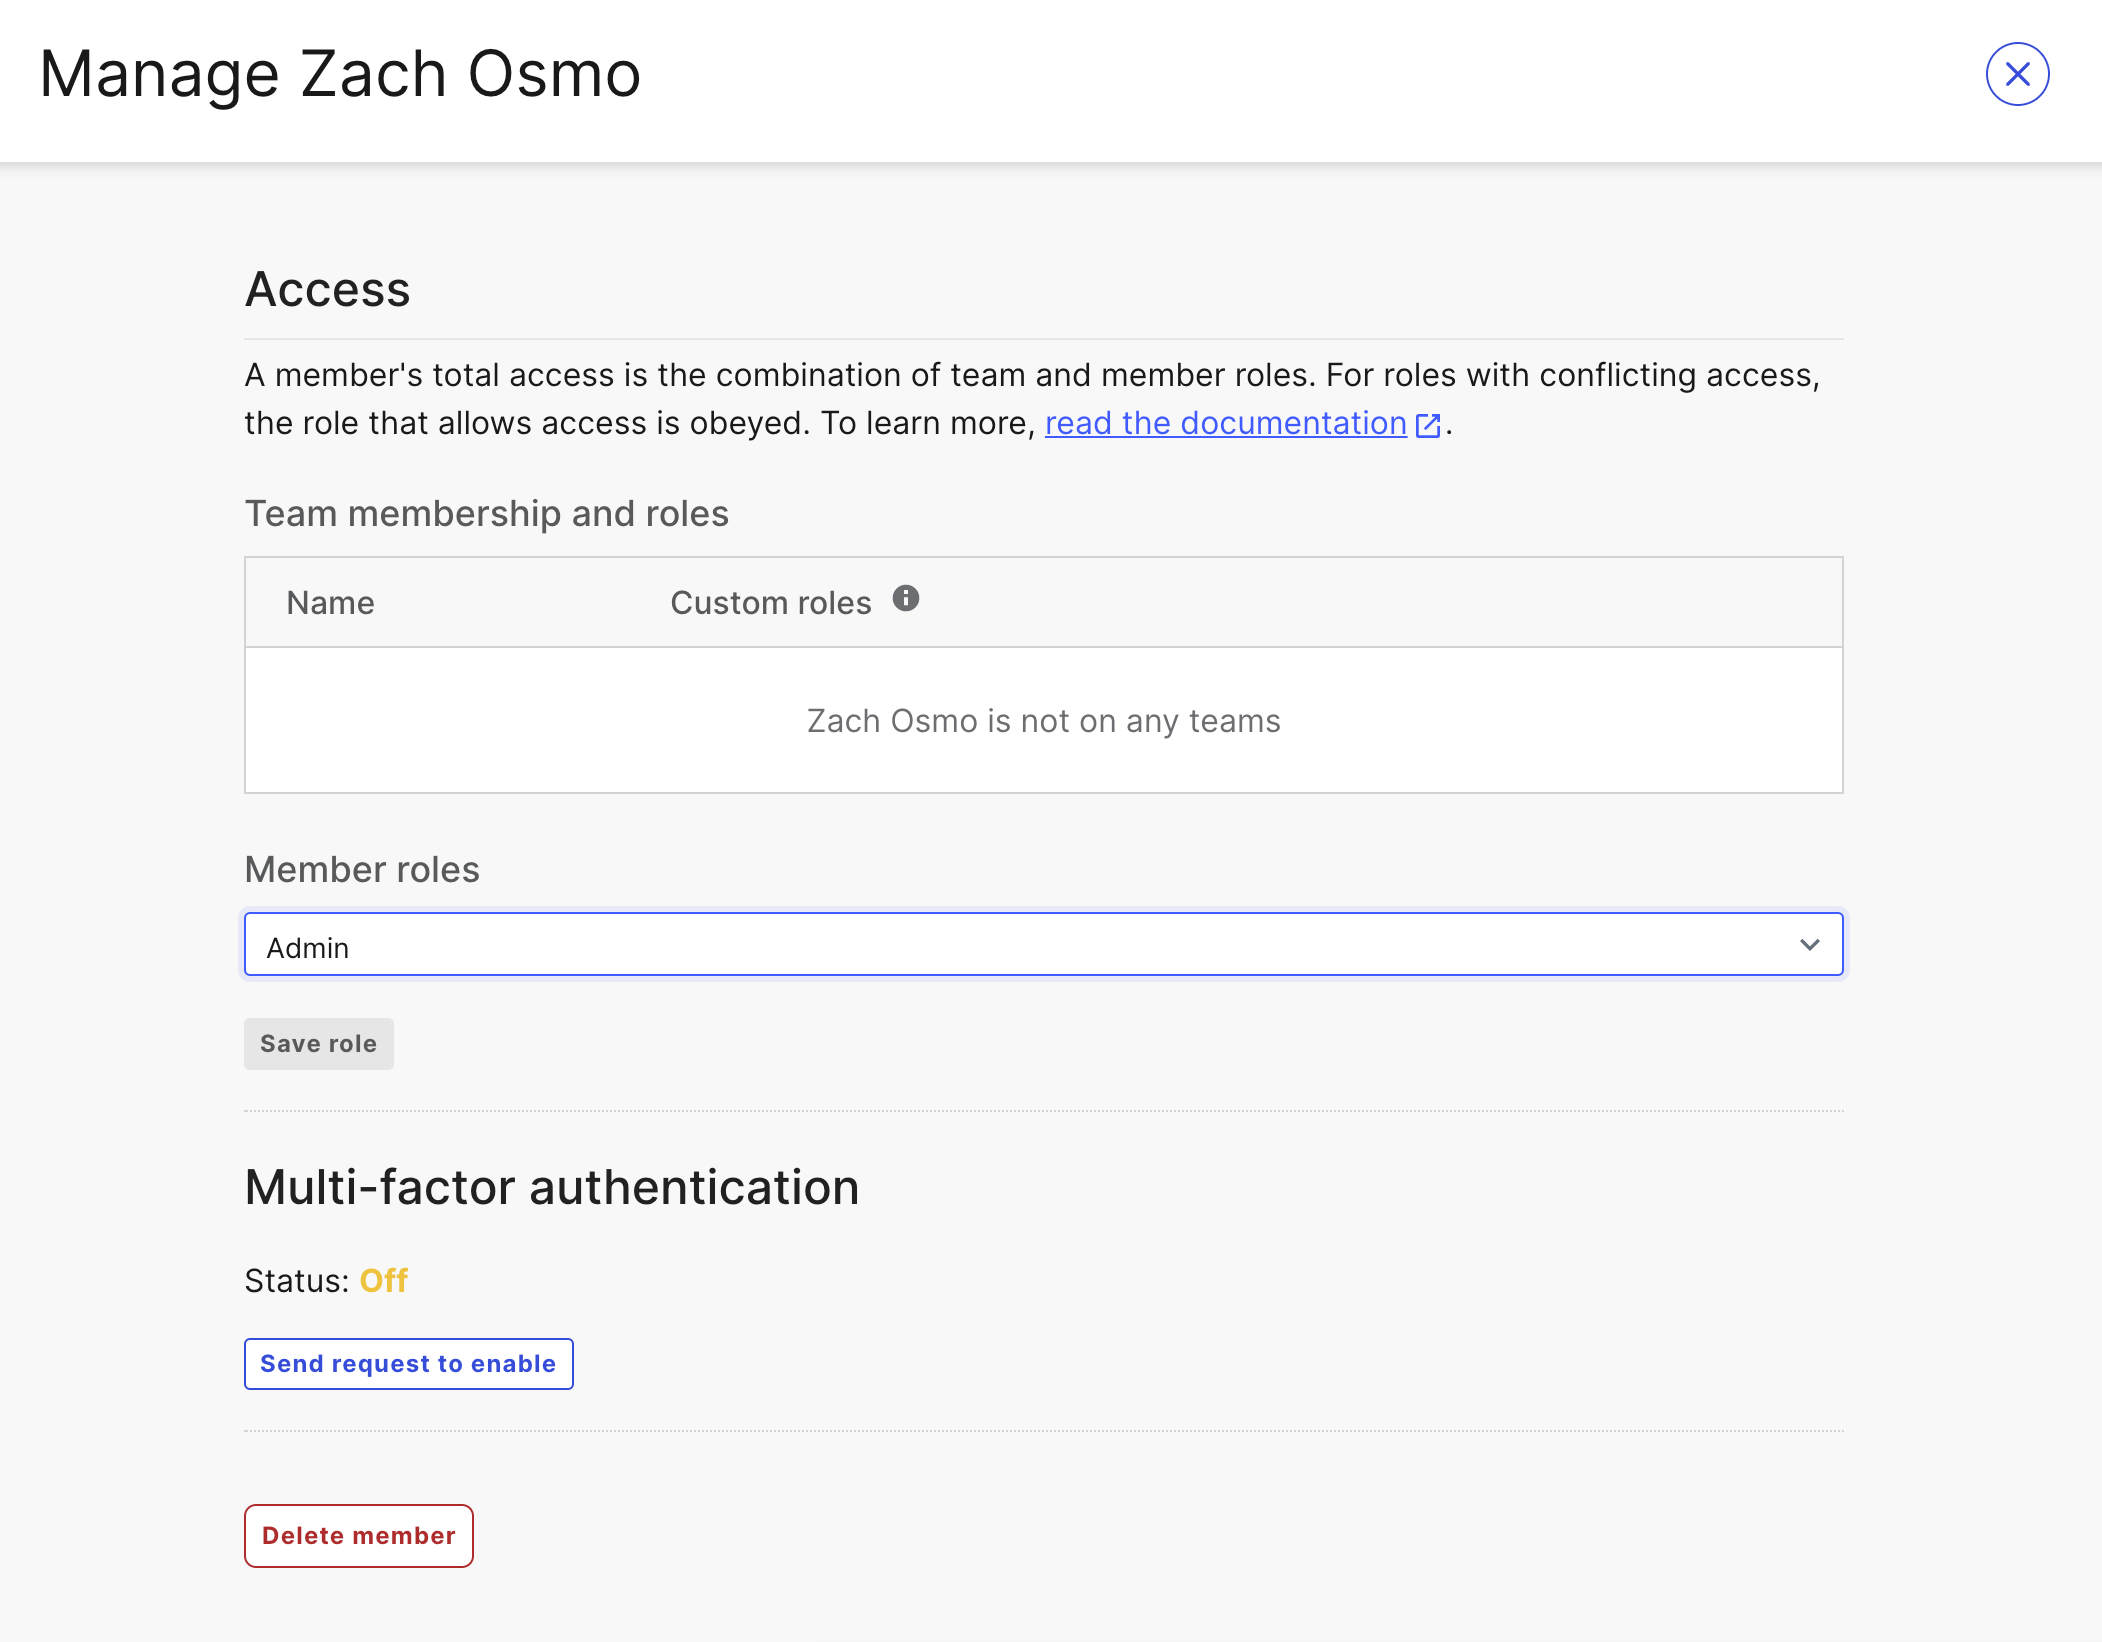 Manage Zach Osmo
Access
A member's total access is the combination of team and member roles. For roles with conflicting access,
the role that allows access is obeyed. To learn more, read the documentation.
Team membership and roles
Name Custom roles
Zach Osmo is not on any teams
Member roles
Admin
Save role
Multi-factor authentication
Status: Off
Send request to enable
Delete member